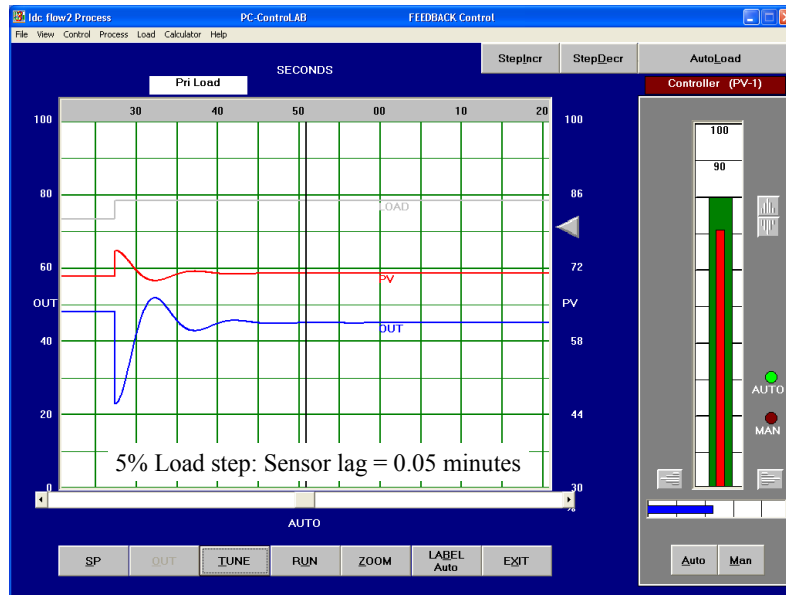 Idc flow2 Process PC-ControLAB FEEDBACK Control
File View Control Process Load Calculator Help
StepIncr StepDecr AutoLoad
SECONDS
Pri Load
Controller (PV-1)
30 40 50 00 10 20
100 100
80 86
60 72
OUT PV
40 58
20 44
0 30
%
LOAD
PV
OUT
5% Load step: Sensor lag = 0.05 minutes
AUTO
100
90
AUTO
MAN
SP OUT TUNE RUN ZOOM LABEL Auto EXIT
Auto Man